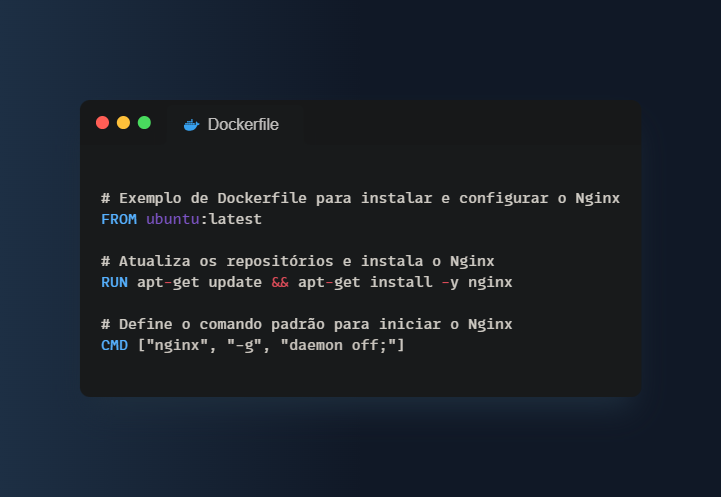 Dockerfile
# Exemplo de Dockerfile para instalar e configurar o Nginx
FROM ubuntu:latest
# Atualiza os repositórios e instala o Nginx
RUN apt-get update && apt-get install -y nginx
# Define o comando padrão para iniciar o Nginx
CMD ["nginx", "-g", "daemon off;"]